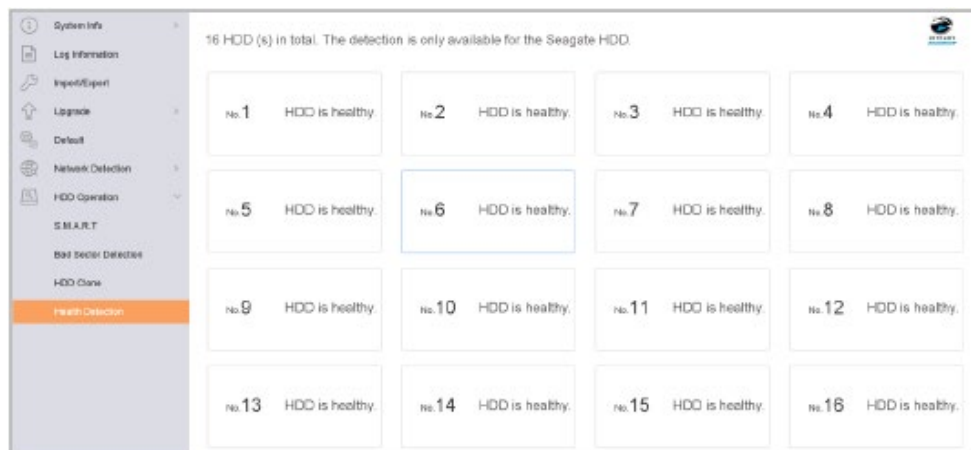 System Info
Log Information
Import/Export
Upgrade
Default
Network Detection
HDD Operation
S.M.A.R.T
Bad Sector Detection
HDD Clone
Health Detection
16 HDD (s) in total. The detection is only available for the Seagate HDD.
No.1 HDD is healthy.
No.2 HDD is healthy.
No.3 HDD is healthy.
No.4 HDD is healthy.
No.5 HDD is healthy.
No.6 HDD is healthy.
No.7 HDD is healthy.
No.8 HDD is healthy.
No.9 HDD is healthy.
No.10 HDD is healthy.
No.11 HDD is healthy.
No.12 HDD is healthy.
No.13 HDD is healthy.
No.14 HDD is healthy.
No.15 HDD is healthy.
No.16 HDD is healthy.